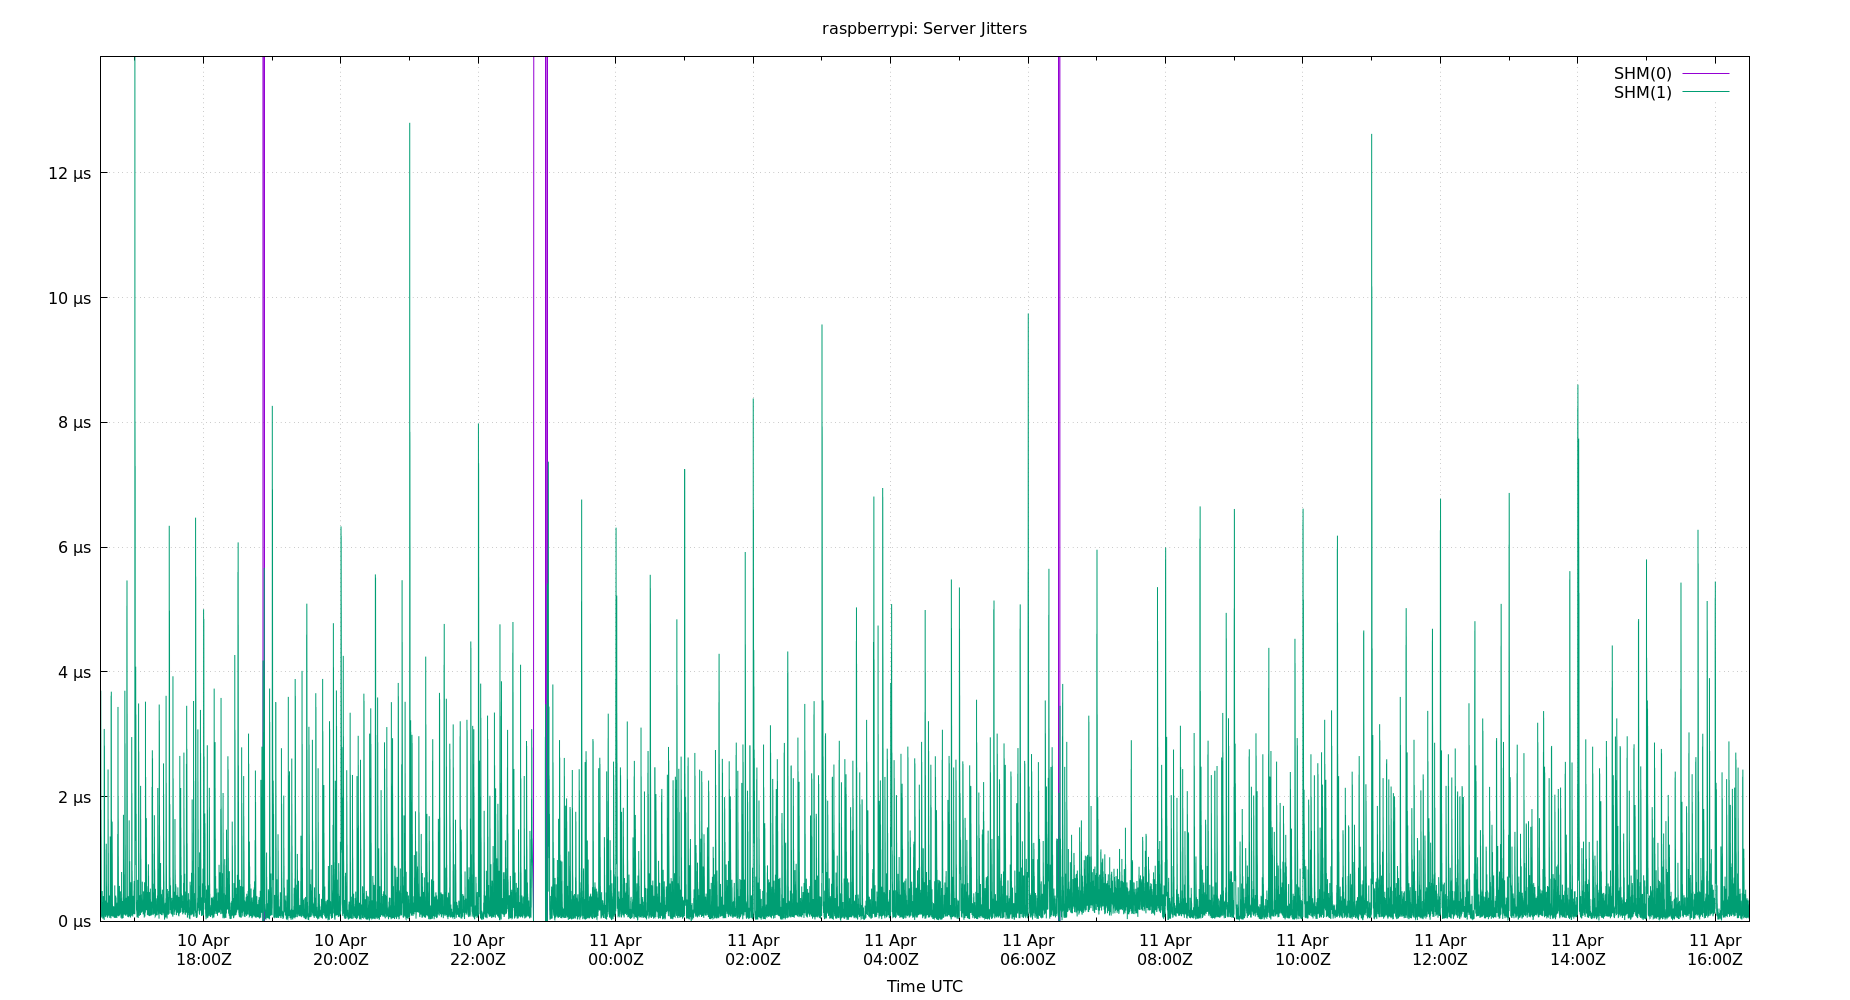 raspberrypi: Server Jitters
SHM(0)
SHM(1)
12 µs
10 µs
8 µs
6 µs
4 µs
2 µs
0 µs
10 Apr 10 Apr 10 Apr 11 Apr 11 Apr 11 Apr 11 Apr 11 Apr 11 Apr 11 Apr 11 Apr 11 Apr
18:00Z 20:00Z 22:00Z 00:00Z 02:00Z 04:00Z 06:00Z 08:00Z 10:00Z 12:00Z 14:00Z 16:00Z
Time UTC